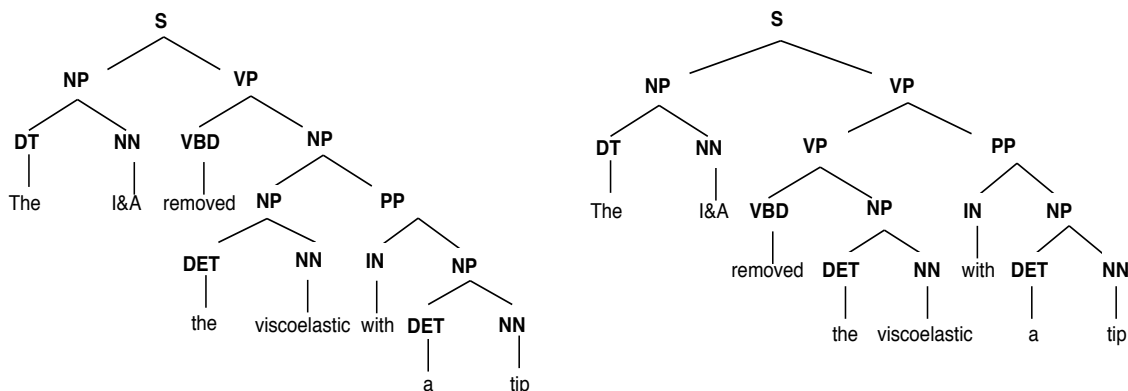 S
NP VP
DT NN VBD NP
The I&A removed NP PP
DET NN IN NP
the viscoelastic with DET NN
a tip
S
NP VP
DT NN VP PP
The I&A VBD NP IN NP
removed DET NN with DET NN
the viscoelastic a tip